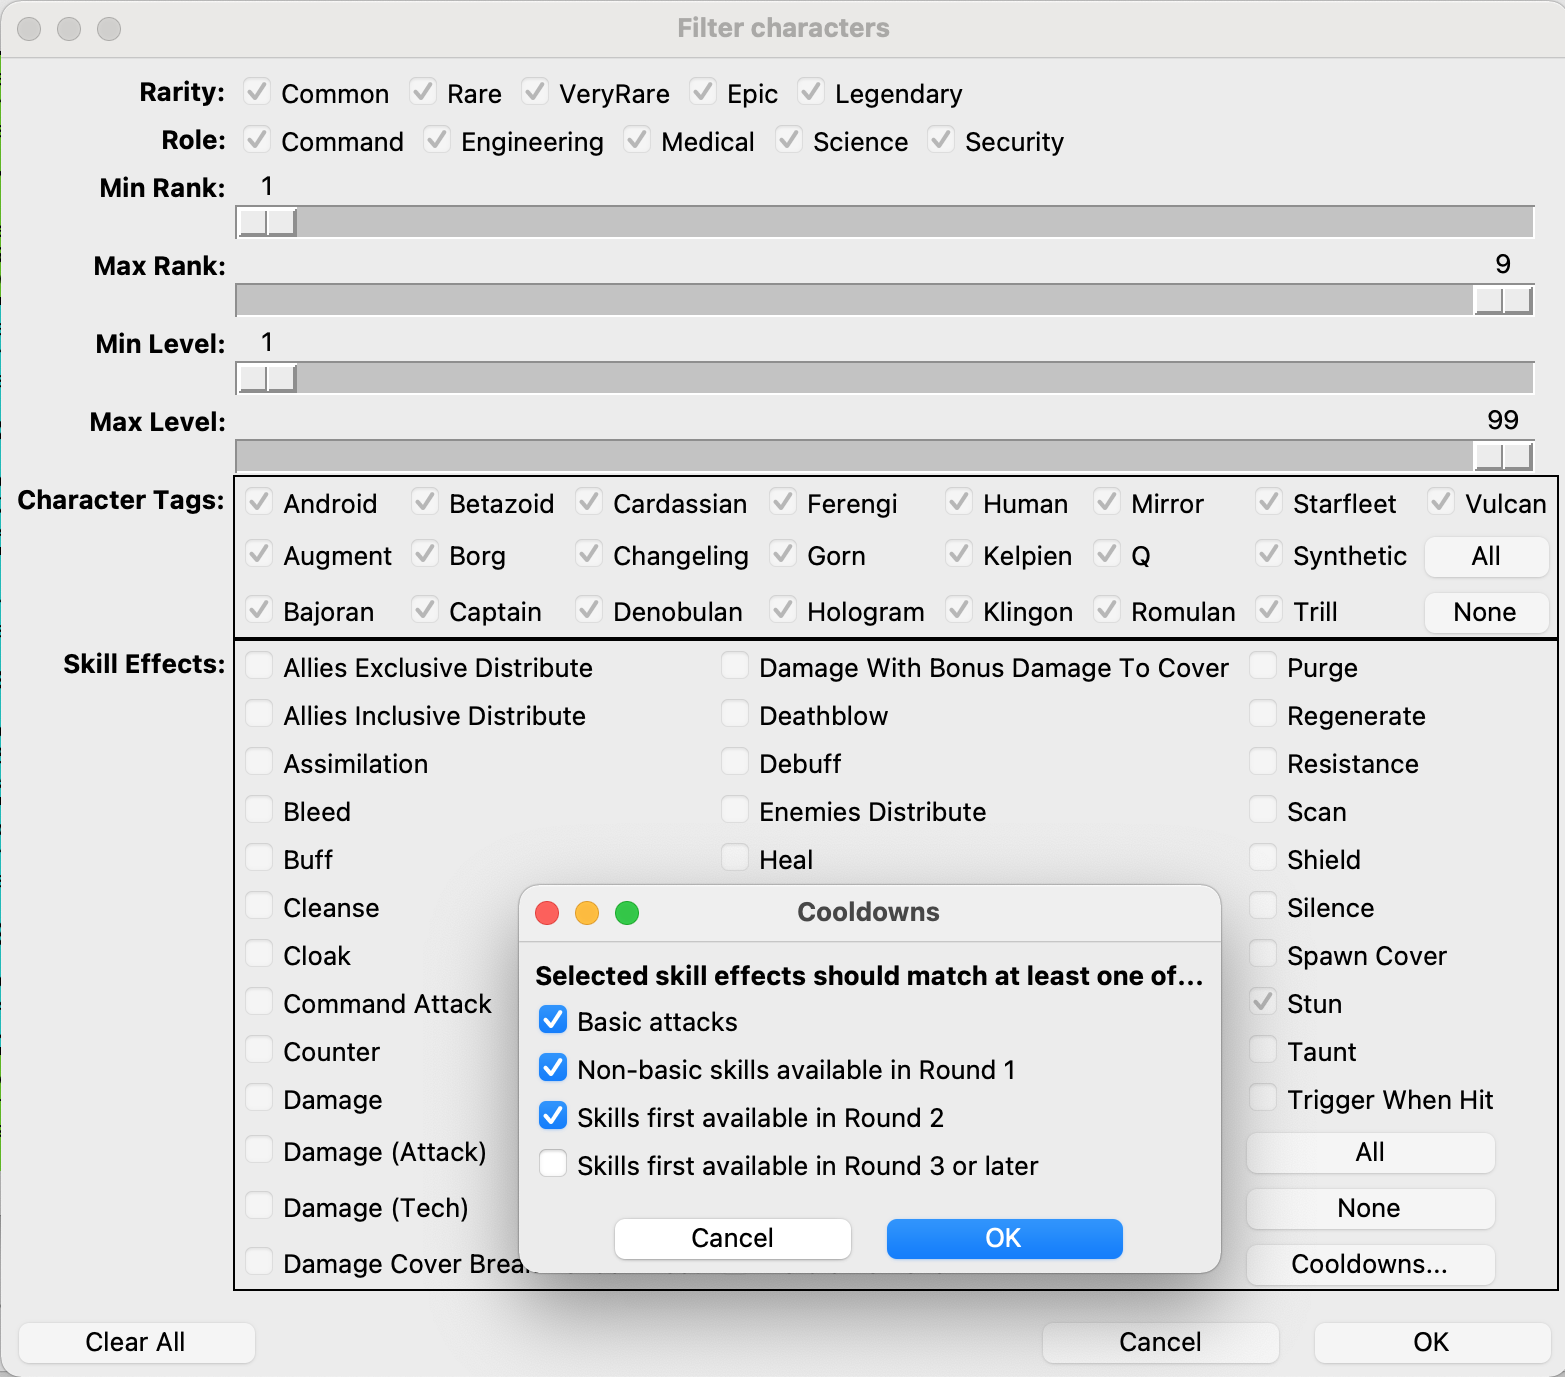 Filter characters
Rarity: Common Rare VeryRare Epic Legendary
Role: Command Engineering Medical Science Security
Min Rank: 1
Max Rank: 9
Min Level: 1
Max Level: 99
Character Tags: Android Betazoid Cardassian Ferengi Human Mirror Starfleet Vulcan
Augment Borg Changeling Gorn Kelpien Q Synthetic All
Bajoran Captain Denobulan Hologram Klingon Romulan Trill None
Skill Effects: Allies Exclusive Distribute Damage With Bonus Damage To Cover Purge
Allies Inclusive Distribute Deathblow Regenerate
Assimilation Debuff Resistance
Bleed Enemies Distribute Scan
Buff Heal Shield
Cleanse Silence
Cloak Spawn Cover
Command Attack Stun
Counter Taunt
Damage Trigger When Hit
Damage (Attack) All
Damage (Tech) None
Damage Cover Cooldowns...
Cooldowns
Selected skill effects should match at least one of...
Basic attacks
Non-basic skills available in Round 1
Skills first available in Round 2
Skills first available in Round 3 or later
Cancel OK
Clear All Cancel OK